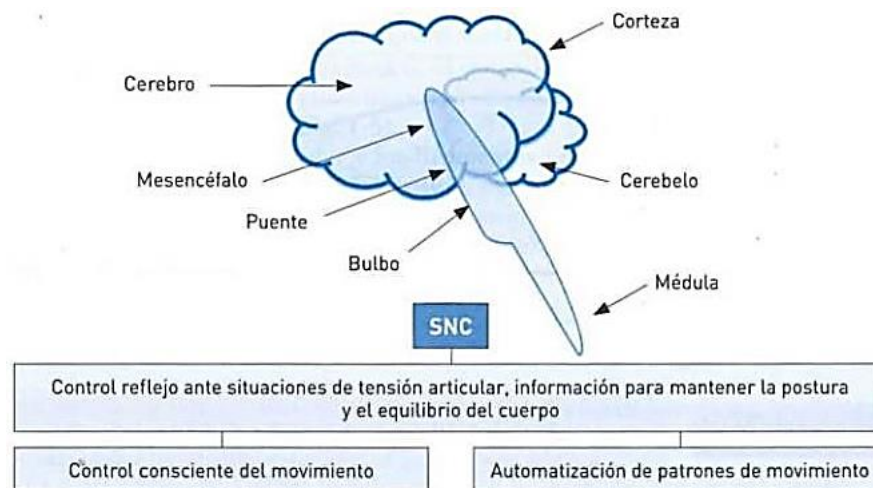 Corteza
Cerebro
Mesencéfalo
Cerebelo
Puente
Bulbo
Médula
SNC
Control reflejo ante situaciones de tensión articular, información para mantener la postura
y el equilibrio del cuerpo
Control consciente del movimiento
Automatización de patrones de movimiento